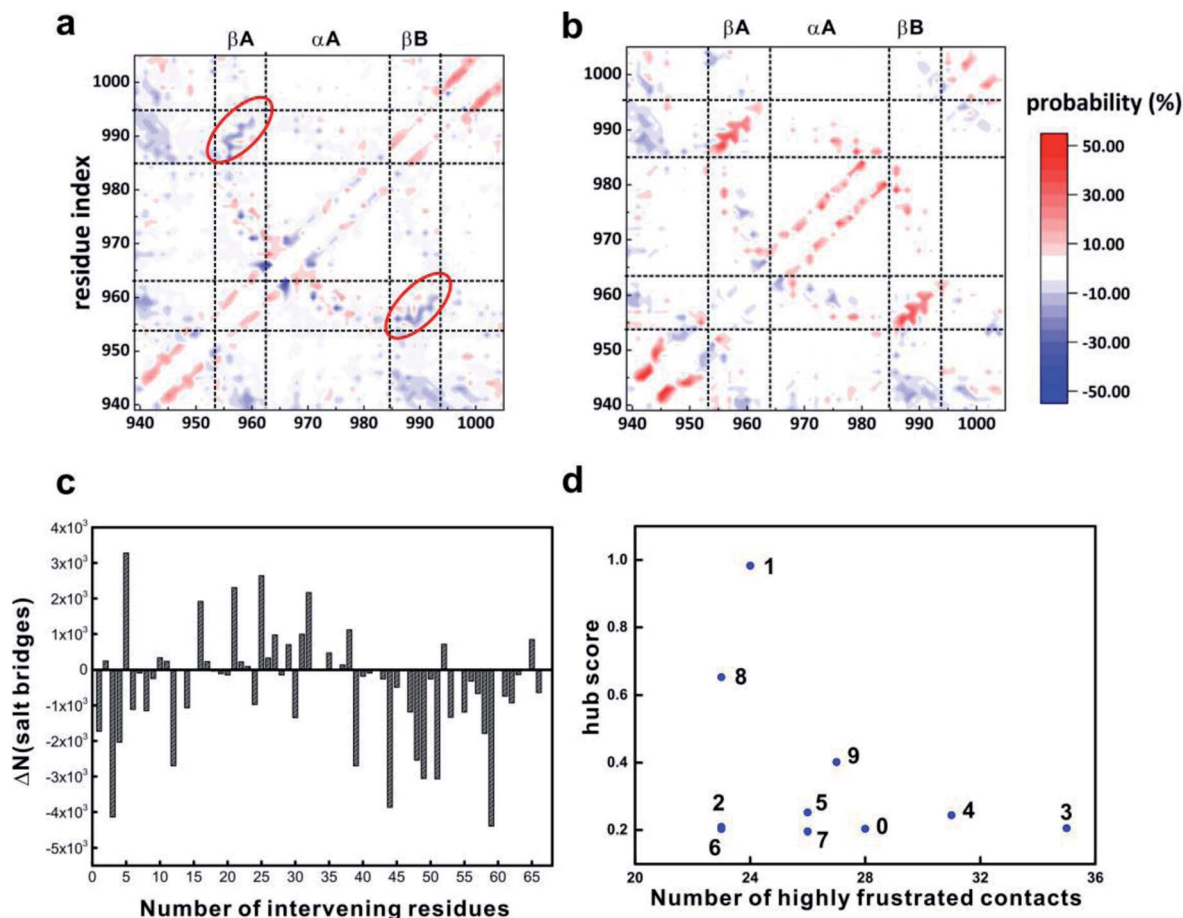 a
βA αA βB
1000
990
980
970
960
950
940
residue index
940 950 960 970 980 990 1000
b
βA αA βB
1000
990
980
970
960
950
940
940 950 960 970 980 990 1000
probability (%)
50.00
30.00
10.00
-10.00
-30.00
-50.00
c
4x10³
3x10³
2x10³
1x10³
0
-1x10³
-2x10³
-3x10³
-4x10³
-5x10³
ΔN(salt bridges)
0 5 10 15 20 25 30 35 40 45 50 55 60 65
Number of intervening residues
d
1.0
0.8
0.6
0.4
0.2
hub score
1
8
9
2
5
4
3
6
7
0
20 24 28 32 36
Number of highly frustrated contacts